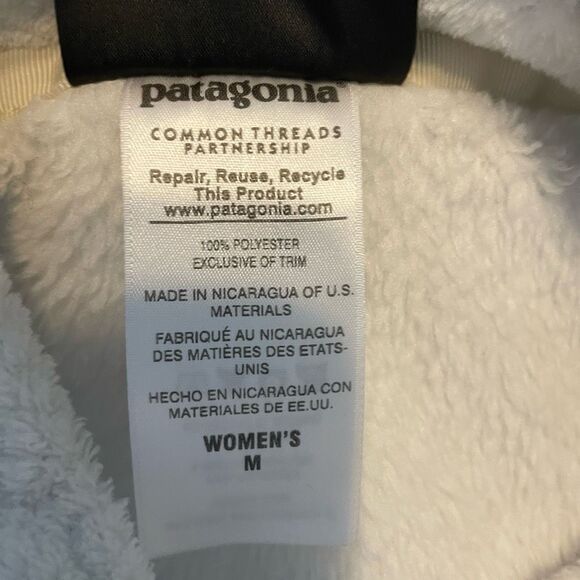 patagonia®
COMMON THREADS
PARTNERSHIP
Repair, Reuse, Recycle
This Product
www.patagonia.com
100% POLYESTER
EXCLUSIVE OF TRIM
MADE IN NICARAGUA OF U.S.
MATERIALS
FABRIQUÉ AU NICARAGUA
DES MATIÈRES DES ETATS-
UNIS
HECHO EN NICARAGUA CON
MATERIALES DE EE.UU.
WOMEN'S
M